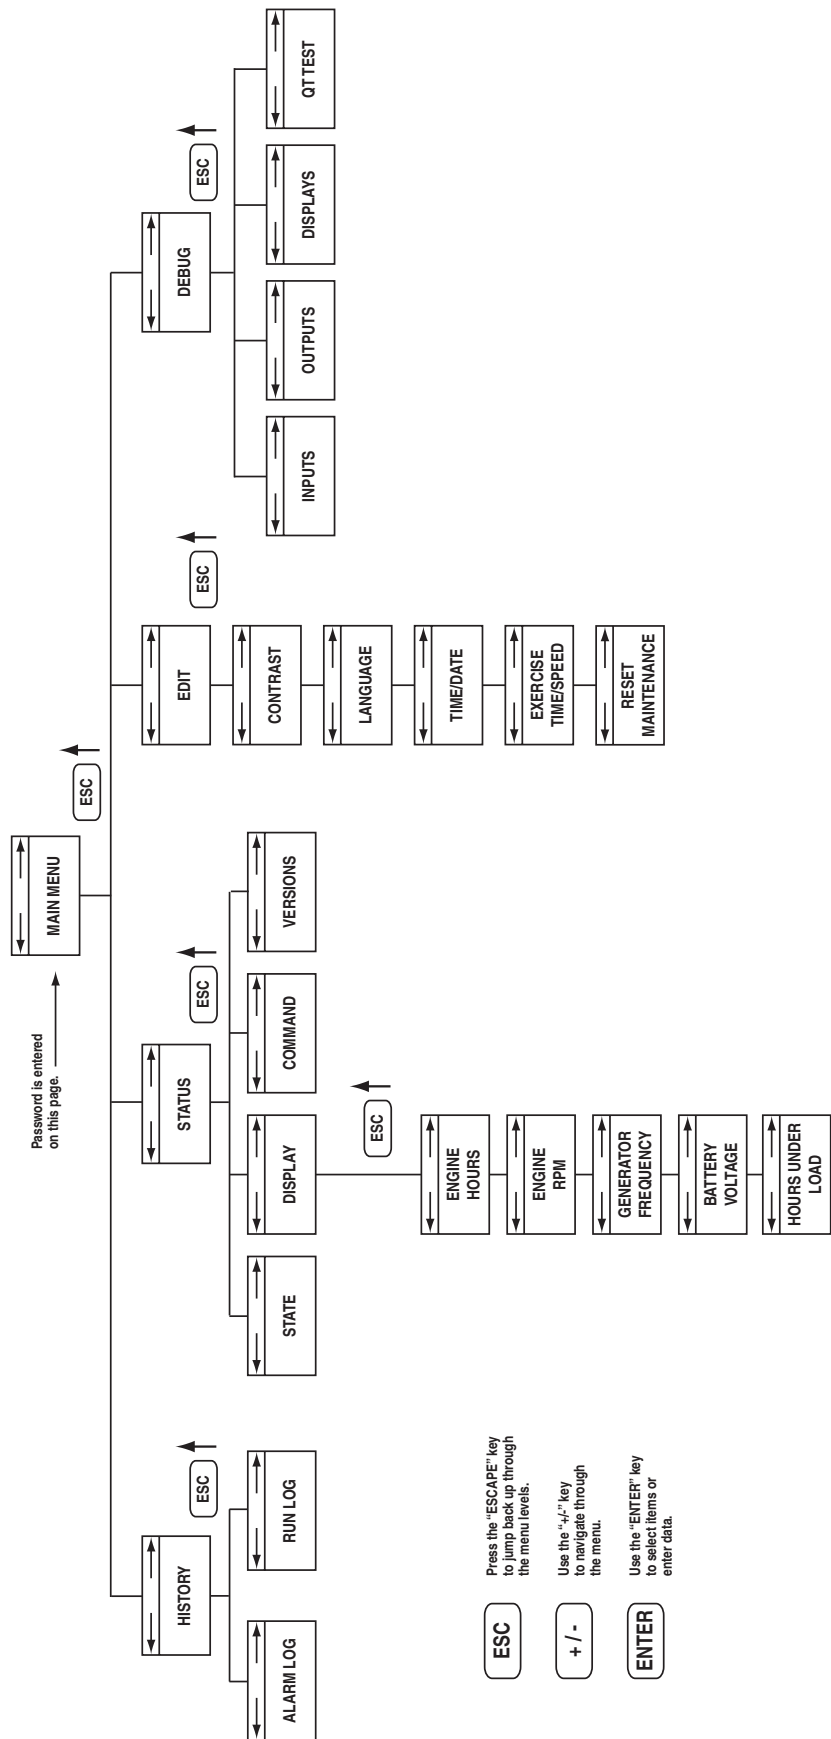 Password is entered
on this page.
MAIN MENU
ESC
HISTORY
ESC
ALARM LOG
RUN LOG
STATUS
ESC
STATE
DISPLAY
COMMAND
VERSIONS
ESC
ENGINE
HOURS
ENGINE
RPM
GENERATOR
FREQUENCY
BATTERY
VOLTAGE
HOURS UNDER
LOAD
EDIT
ESC
CONTRAST
LANGUAGE
TIME/DATE
EXERCISE
TIME/SPEED
RESET
MAINTENANCE
DEBUG
ESC
INPUTS
OUTPUTS
DISPLAYS
QT TEST
ESC
Press the “ESCAPE” key
to jump back up through
the menu levels.
+ / -
Use the “+/-” key
to navigate through
the menu.
ENTER
Use the “ENTER” key
to select items or
enter data.